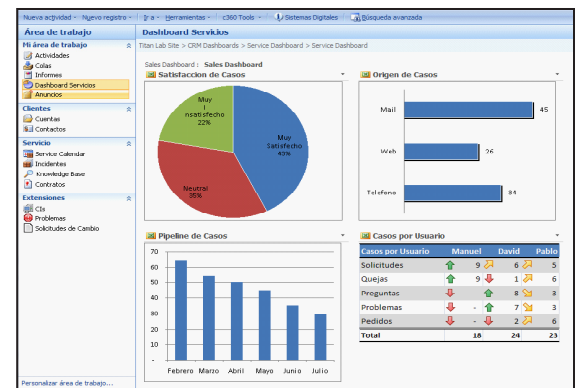 Nueva actividad - Nuevo registro - Ir a - Herramientas - c360 Tools - Sistemas Digitales Búsqueda avanzada
Área de trabajo
Mi área de trabajo
Actividades
Colas
Informes
Dashboard Servicios
Anuncios
Clientes
Cuentas
Contactos
Servicio
Service Calendar
Incidentes
Knowledge Base
Contratos
Extensiones
CIs
Problemas
Solicitudes de Cambio
Personalizar área de trabajo...
Dashboard Servicios
Titan Lab Site > CRM Dashboards > Service Dashboard > Service Dashboard
Sales Dashboard : Sales Dashboard
Satisfaccion de Casos
Muy
I
nsatisfecho
22%
Muy
Satisfecho
43%
Neutral
35%
Origen de Casos
Mail 45
Web 26
Telefono 34
Pipeline de Casos
70
60
50
40
30
20
10
-
Febrero Marzo Abril Mayo Junio Julio
Casos por Usuario
Casos por Usuario Manuel David Pablo
Solicitudes 9 6 5
Quejas 9 1 6
Preguntas - 8 3
Problemas - 7 3
Pedidos - 2 6
Total 18 24 23